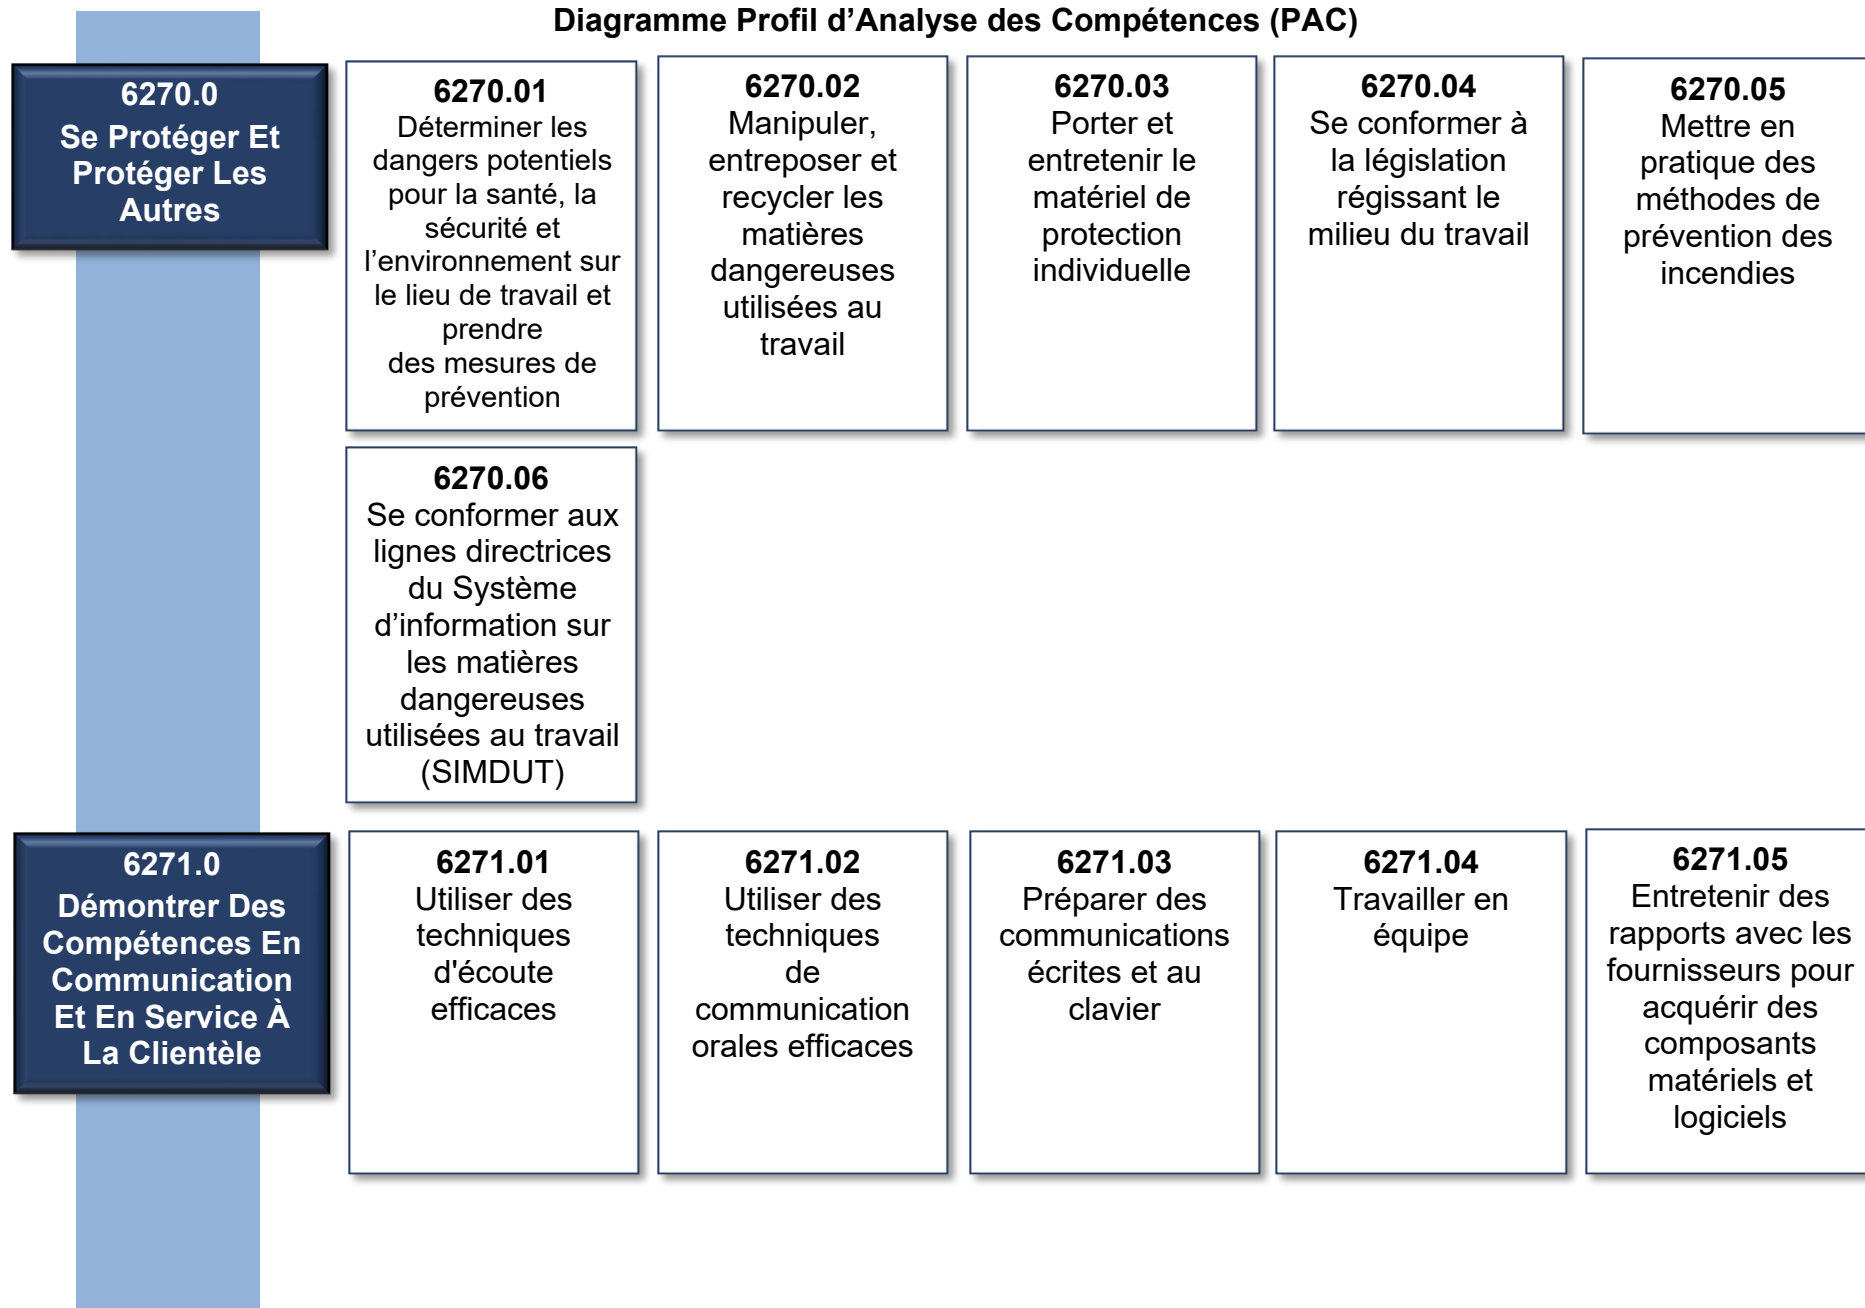 Diagramme Profil d’Analyse des Compétences (PAC)
6270.0
Se Protéger Et
Protéger Les
Autres
6270.01
Déterminer les
dangers potentiels
pour la santé, la
sécurité et
l’environnement sur
le lieu de travail et
prendre
des mesures de
prévention
6270.02
Manipuler,
entreposer et
recycler les
matières
dangereuses
utilisées au
travail
6270.03
Porter et
entretenir le
matériel de
protection
individuelle
6270.04
Se conformer à
la législation
régissant le
milieu du travail
6270.05
Mettre en
pratique des
méthodes de
prévention des
incendies
6270.06
Se conformer aux
lignes directrices
du Système
d’information sur
les matières
dangereuses
utilisées au travail
(SIMDUT)
6271.0
Démontrer Des
Compétences En
Communication
Et En Service À
La Clientèle
6271.01
Utiliser des
techniques
d'écoute
efficaces
6271.02
Utiliser des
techniques
de
communication
orales efficaces
6271.03
Préparer des
communications
écrites et au
clavier
6271.04
Travailler en
équipe
6271.05
Entretenir des
rapports avec les
fournisseurs pour
acquérir des
composants
matériels et
logiciels